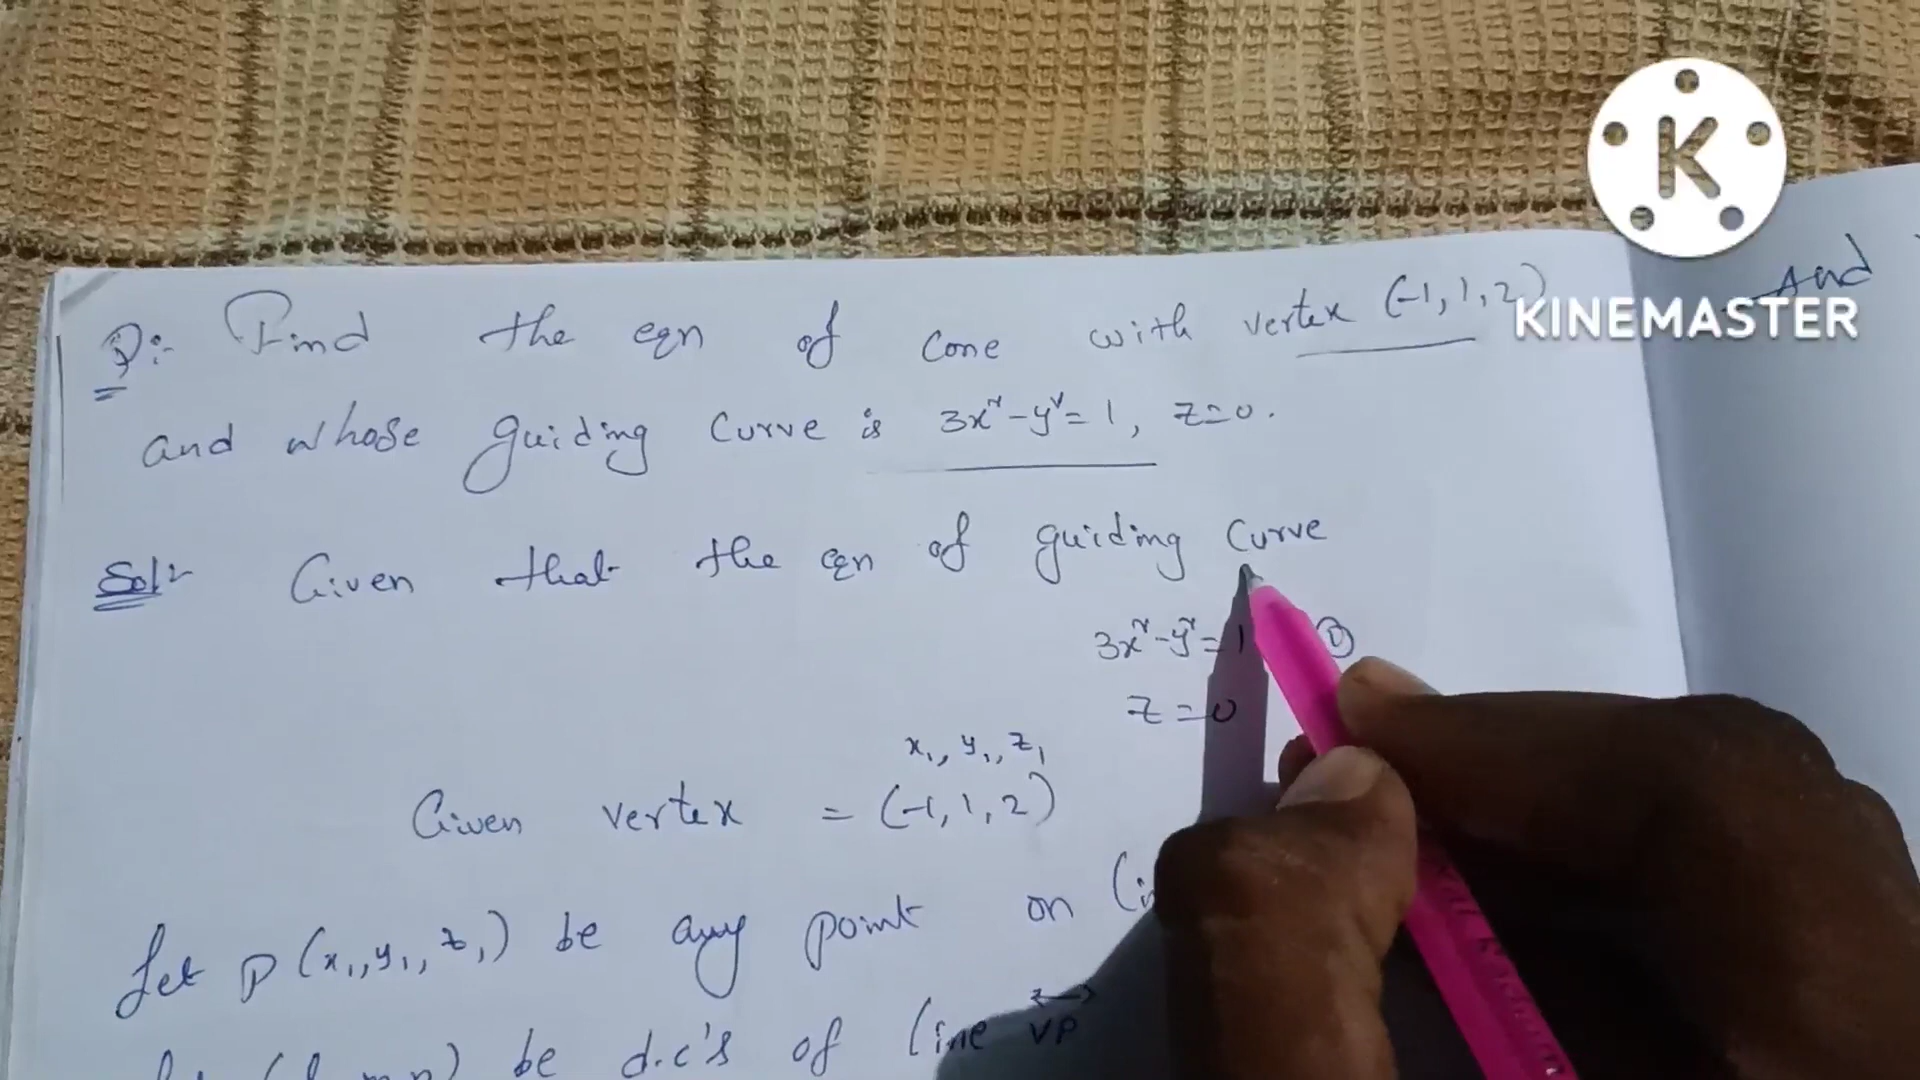 Q:- Find the eqn of cone with vertex (-1, 1, 2)
and whose guiding curve is 3x²-y²=1, z=0.
Sol:- Given that the eqn of guiding curve
3x²-y²=1 ①
z=0
x₁, y₁, z₁
Given vertex = (-1, 1, 2)
Let P(x₁, y₁, z₁) be any point on
be d.c's of line VP
And
K
KINEMASTER